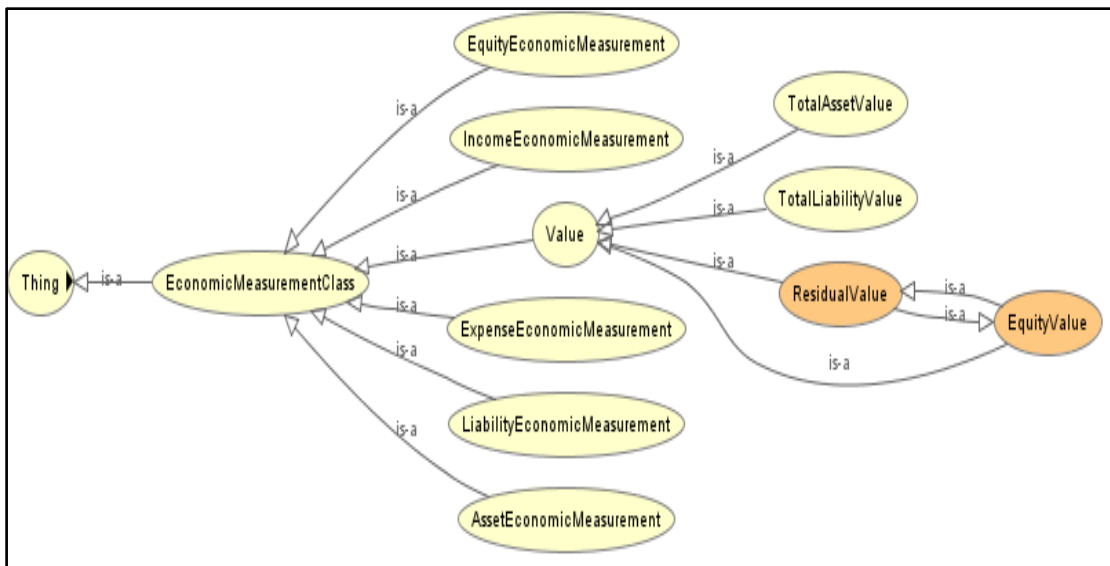 EquityEconomicMeasurement
is-a
TotalAssetValue
IncomeEconomicMeasurement
is-a
is-a
TotalLiabilityValue
is-a
Value
is-a
is-a
Thing
is-a
EconomicMeasurementClass
ResidualValue
is-a
is-a
EquityValue
is-a
ExpenseEconomicMeasurement
is-a
is-a
LiabilityEconomicMeasurement
is-a
AssetEconomicMeasurement